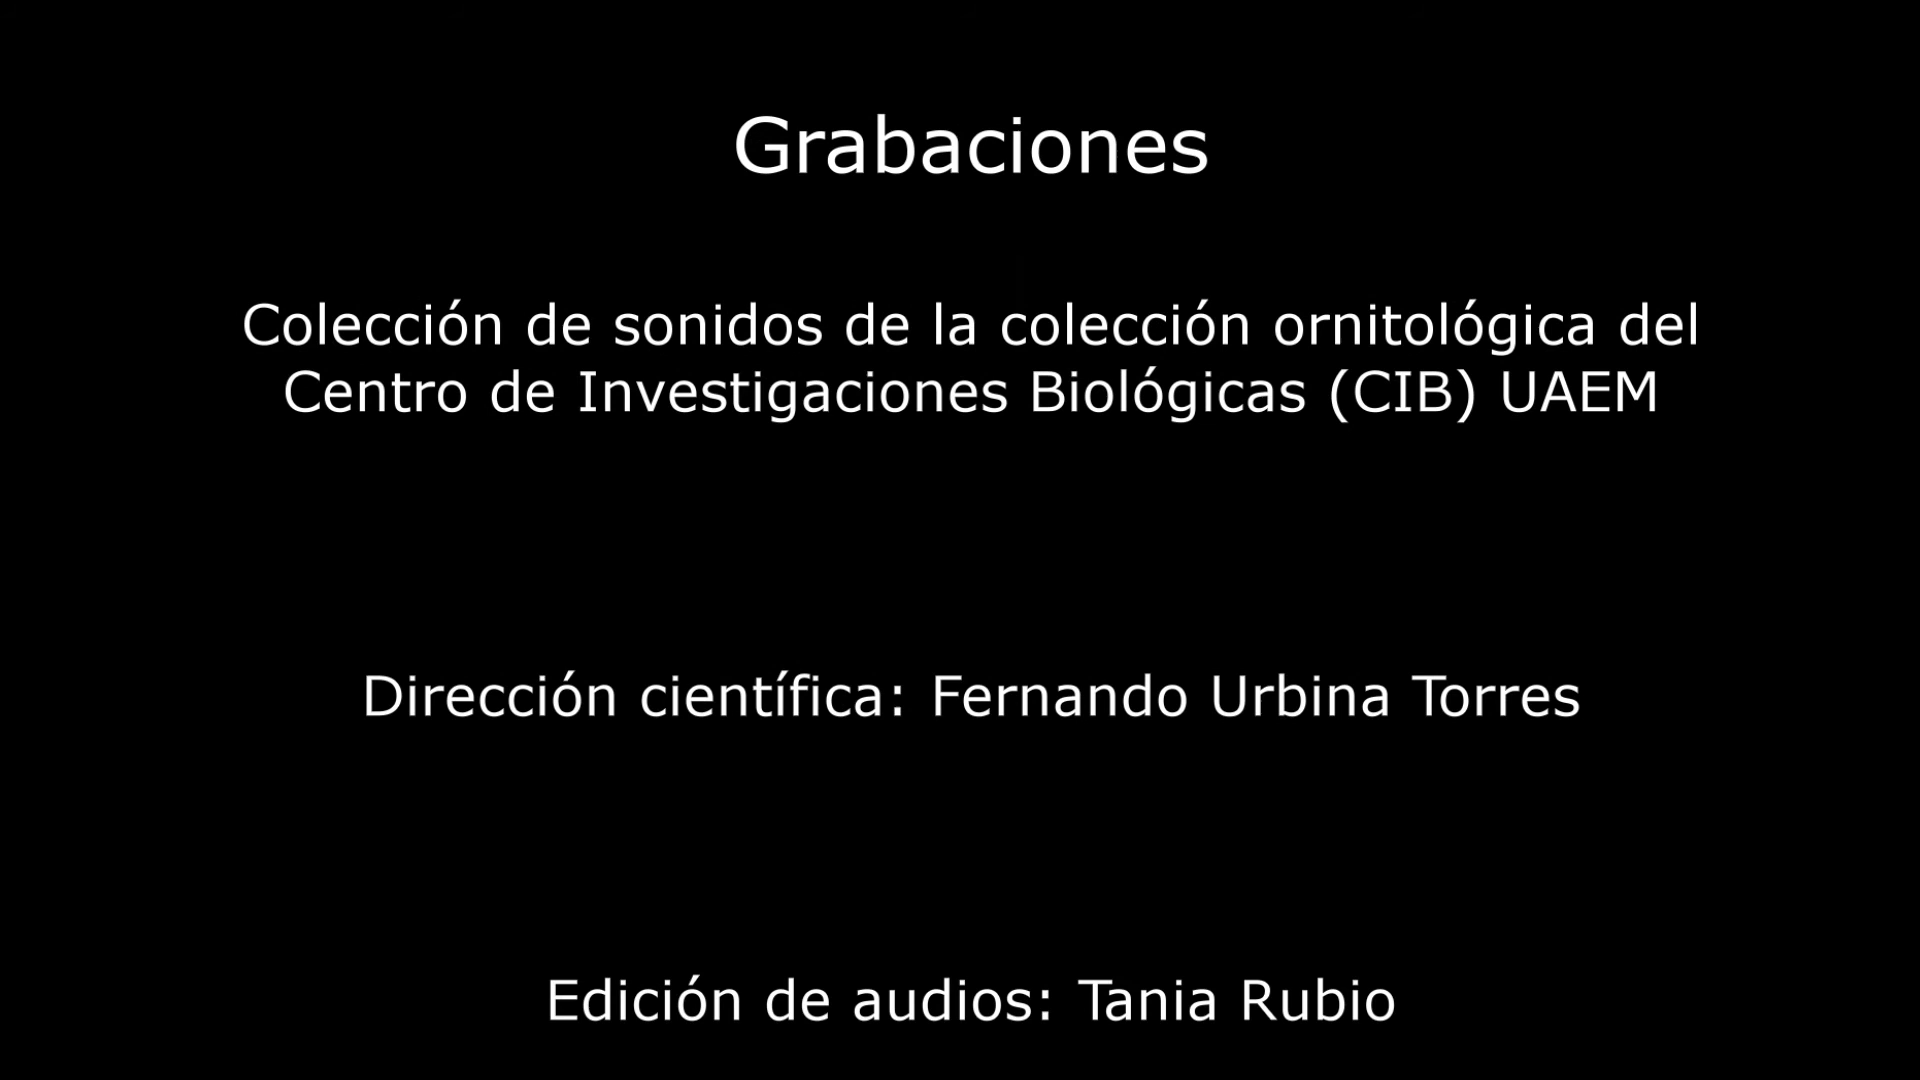 Grabaciones
Colección de sonidos de la colección ornitológica del
Centro de Investigaciones Biológicas (CIB) UAEM
Dirección científica: Fernando Urbina Torres
Edición de audios: Tania Rubio